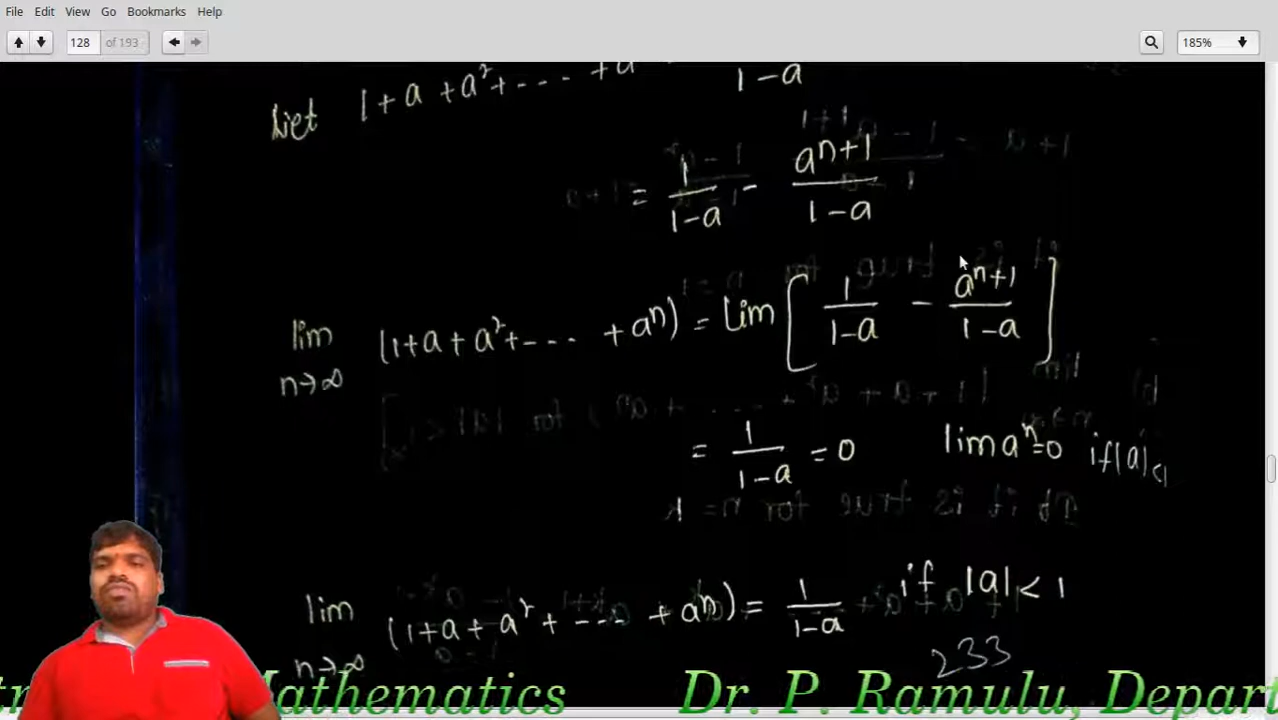 File Edit View Go Bookmarks Help
128 of 193 185%
Let 1+a+a²+---- +a
1-a
= 1/(1-a) - a^(n+1)/(1-a)
lim n→∞ (1+a+a²+---- +aⁿ) = lim [ 1/(1-a) - a^(n+1)/(1-a) ]
= 1/(1-a) = 0 lim aⁿ=0 if |a|<1
lim n→∞ (1+a+a²+---- +aⁿ) = 1/(1-a) if |a|<1
233
Mathematics Dr. P. Ramulu, Depart